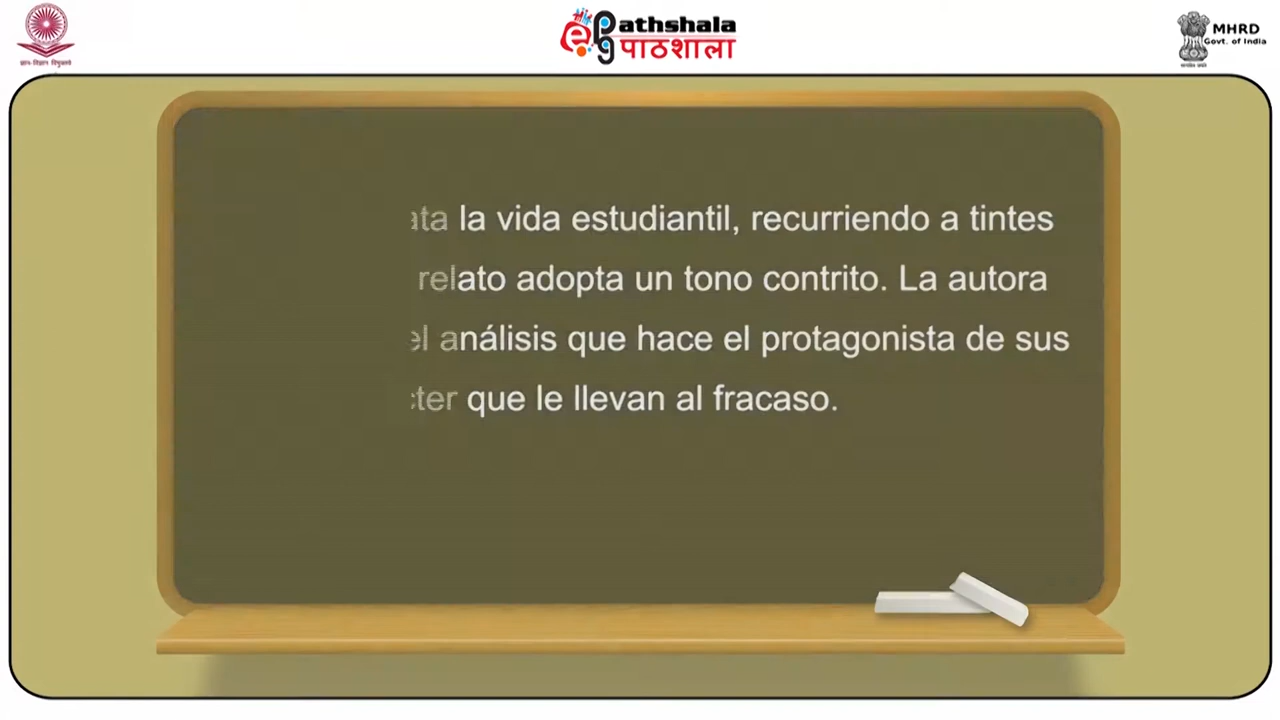 ePathshala
पाठशाला
MHRD
Govt. of India
ज्ञान-विज्ञान विमुक्तये
la vida estudiantil, recurriendo a tintes
relato adopta un tono contrito. La autora
análisis que hace el protagonista de sus
que le llevan al fracaso.